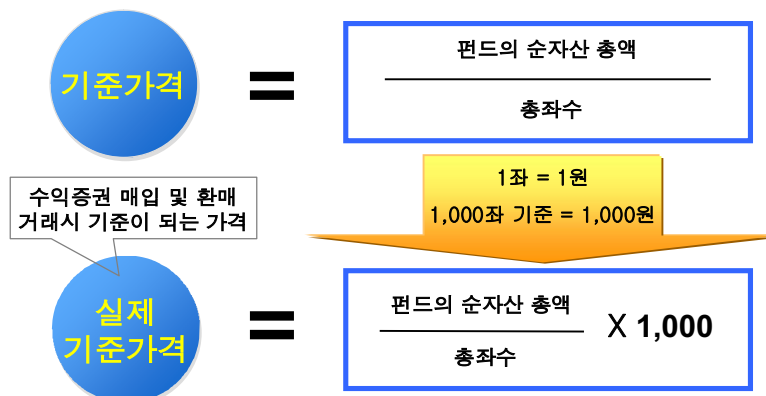 기준가격
=
펀드의 순자산 총액
총좌수
1좌 = 1원
1,000좌 기준 = 1,000원
수익증권 매입 및 환매
거래시 기준이 되는 가격
실제
기준가격
=
펀드의 순자산 총액
총좌수
X 1,000